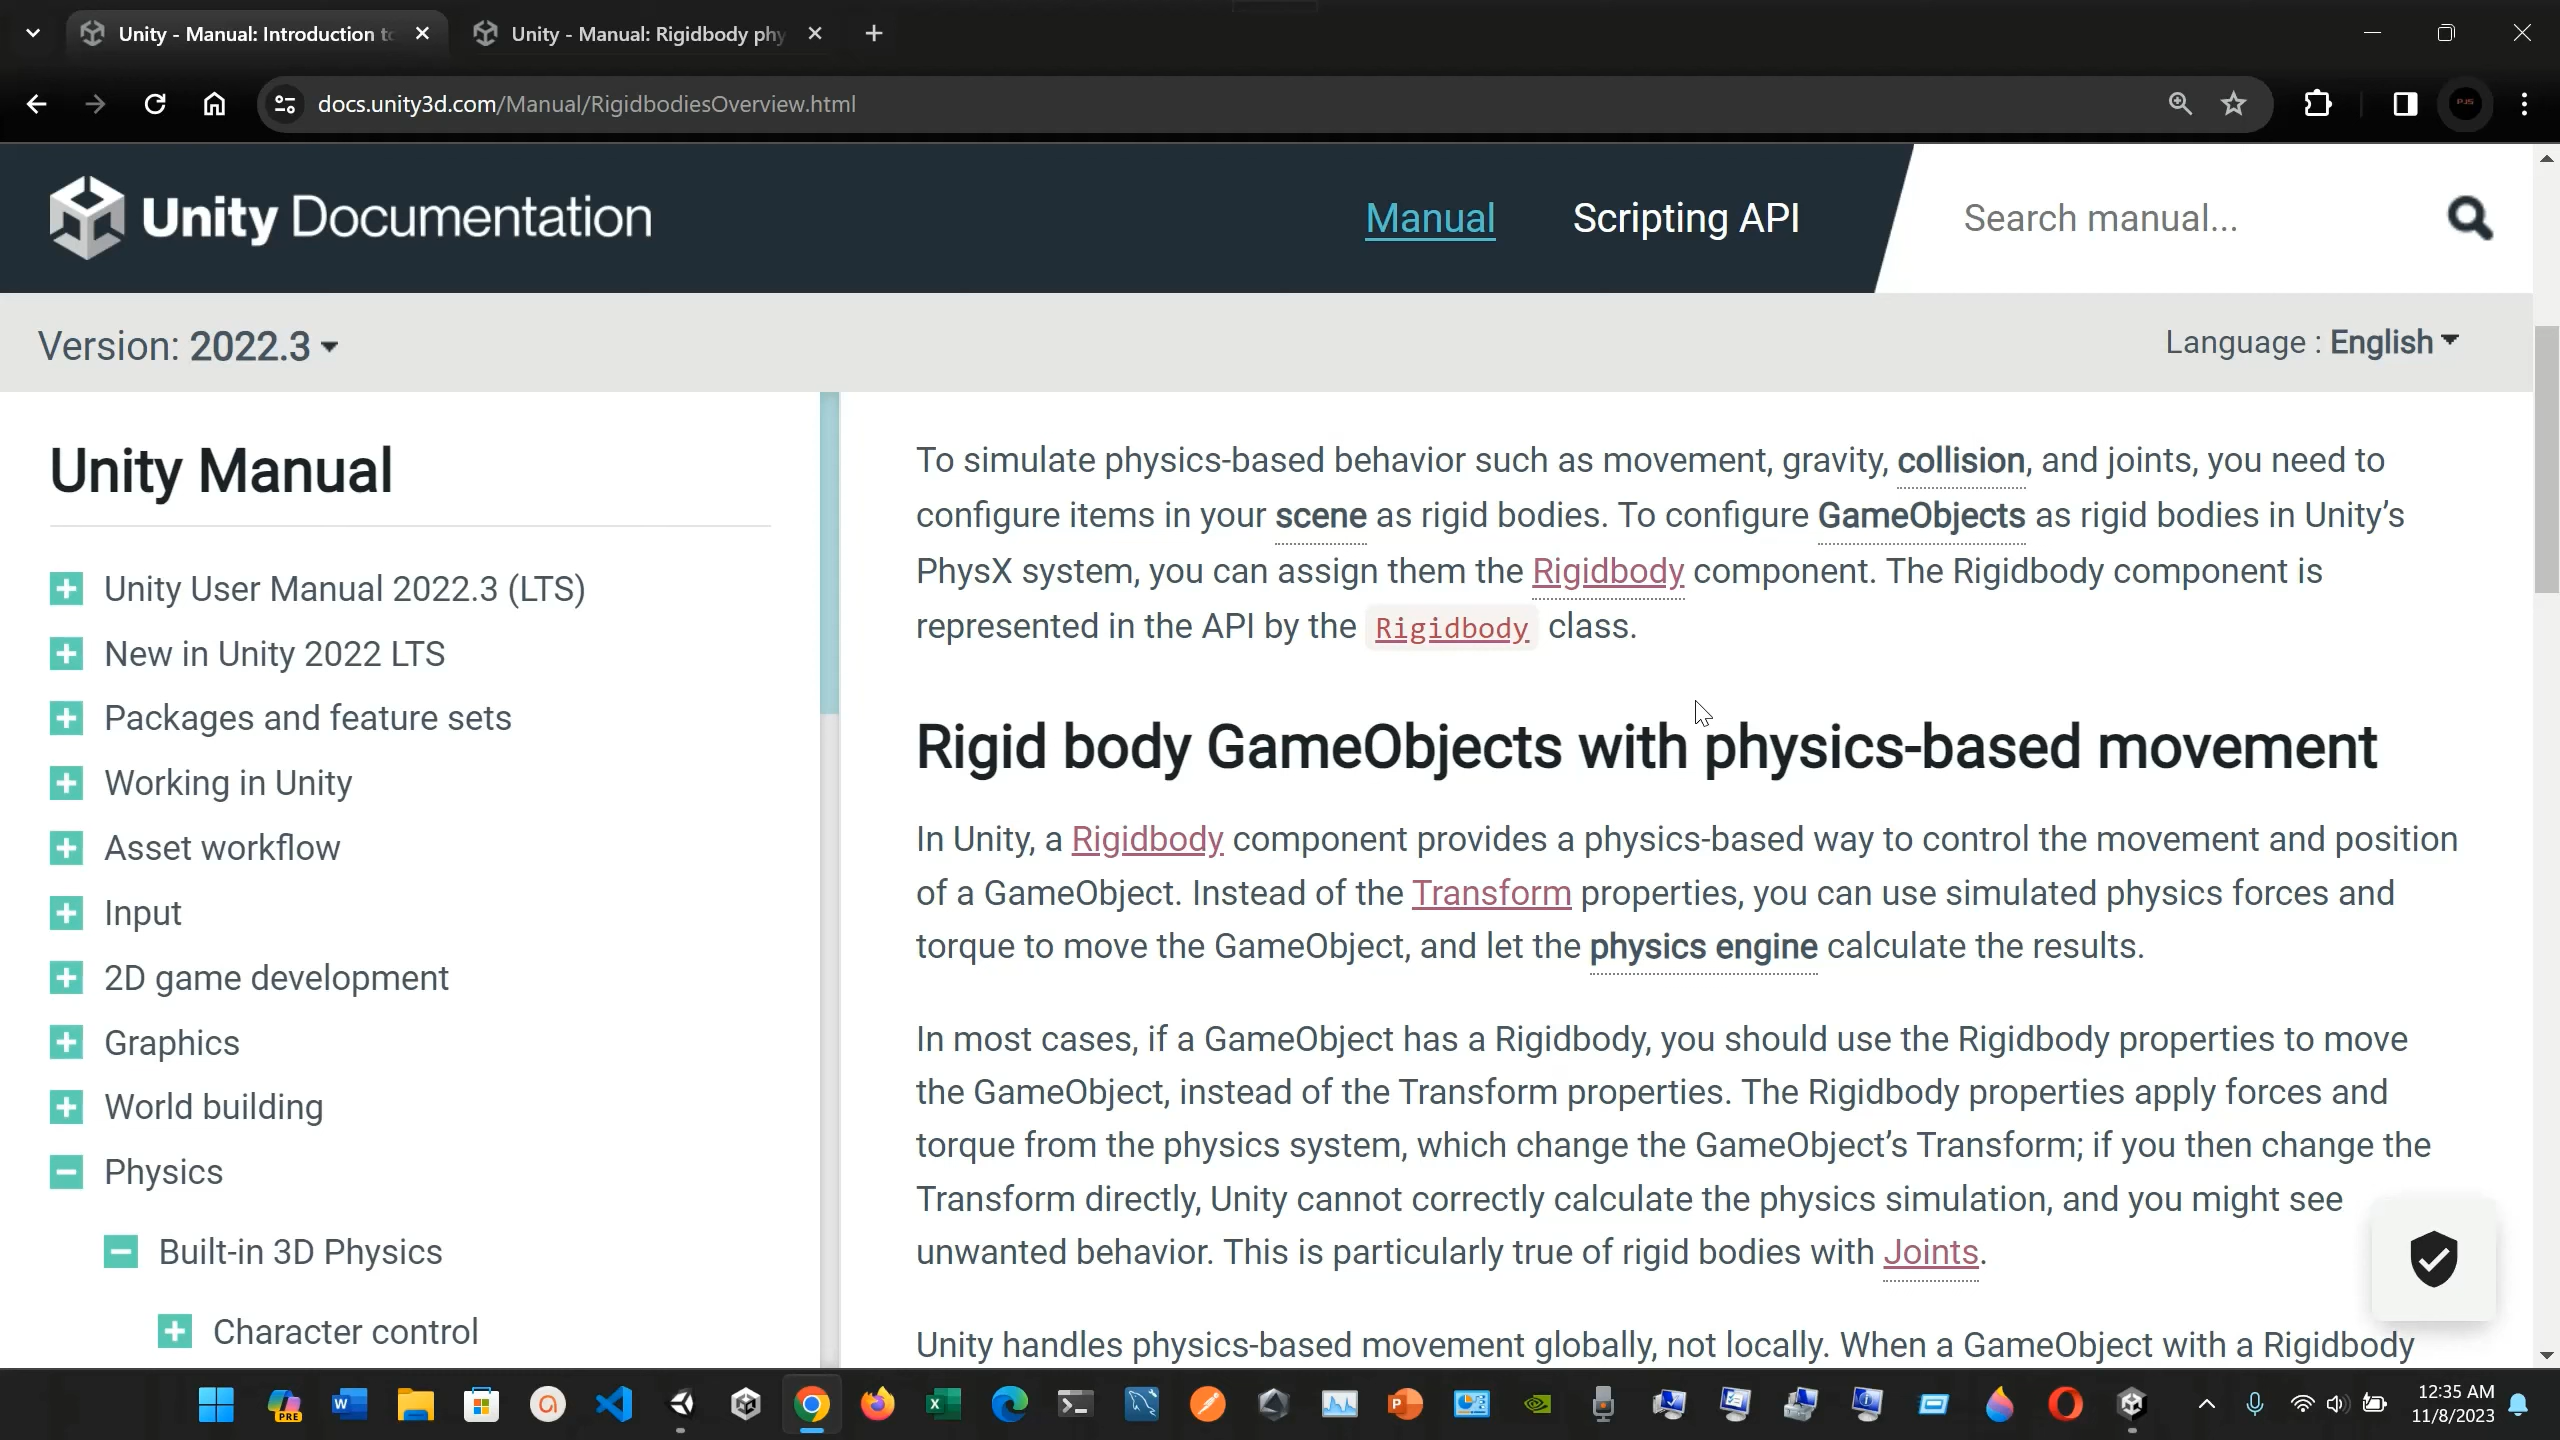 Unity - Manual: Introduction to
Unity - Manual: Rigidbody phy
docs.unity3d.com/Manual/RigidbodiesOverview.html
Unity Documentation
Manual
Scripting API
Search manual...
Version: 2022.3
Language : English
Unity Manual
Unity User Manual 2022.3 (LTS)
New in Unity 2022 LTS
Packages and feature sets
Working in Unity
Asset workflow
Input
2D game development
Graphics
World building
Physics
Built-in 3D Physics
Character control
To simulate physics-based behavior such as movement, gravity, collision, and joints, you need to
configure items in your scene as rigid bodies. To configure GameObjects as rigid bodies in Unity’s
PhysX system, you can assign them the Rigidbody component. The Rigidbody component is
represented in the API by the Rigidbody class.
Rigid body GameObjects with physics-based movement
In Unity, a Rigidbody component provides a physics-based way to control the movement and position
of a GameObject. Instead of the Transform properties, you can use simulated physics forces and
torque to move the GameObject, and let the physics engine calculate the results.
In most cases, if a GameObject has a Rigidbody, you should use the Rigidbody properties to move
the GameObject, instead of the Transform properties. The Rigidbody properties apply forces and
torque from the physics system, which change the GameObject’s Transform; if you then change the
Transform directly, Unity cannot correctly calculate the physics simulation, and you might see
unwanted behavior. This is particularly true of rigid bodies with Joints.
Unity handles physics-based movement globally, not locally. When a GameObject with a Rigidbody
PRE
12:35 AM
11/8/2023